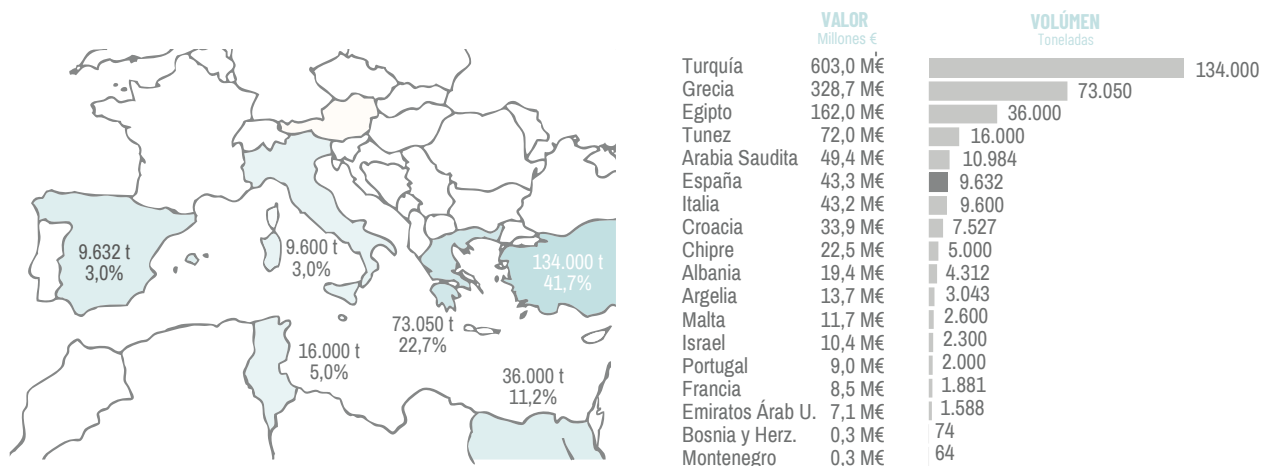 9.632 t
3,0%
9.600 t
3,0%
134.000 t
41,7%
73.050 t
22,7%
16.000 t
5,0%
36.000 t
11,2%
VALOR VOLÚMEN
Millones € Toneladas
Turquía 603,0 M€ 134.000
Grecia 328,7 M€ 73.050
Egipto 162,0 M€ 36.000
Tunez 72,0 M€ 16.000
Arabia Saudita 49,4 M€ 10.984
España 43,3 M€ 9.632
Italia 43,2 M€ 9.600
Croacia 33,9 M€ 7.527
Chipre 22,5 M€ 5.000
Albania 19,4 M€ 4.312
Argelia 13,7 M€ 3.043
Malta 11,7 M€ 2.600
Israel 10,4 M€ 2.300
Portugal 9,0 M€ 2.000
Francia 8,5 M€ 1.881
Emiratos Árab U. 7,1 M€ 1.588
Bosnia y Herz. 0,3 M€ 74
Montenegro 0,3 M€ 64